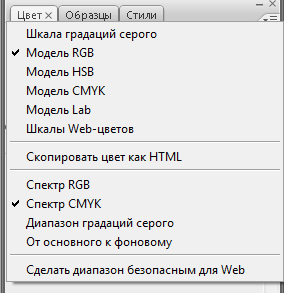 Цвет × Образцы Стили
Шкала градаций серого
Модель RGB
Модель HSB
Модель CMYK
Модель Lab
Шкалы Web-цветов
Скопировать цвет как HTML
Спектр RGB
Спектр CMYK
Диапазон градаций серого
От основного к фоновому
Сделать диапазон безопасным для Web